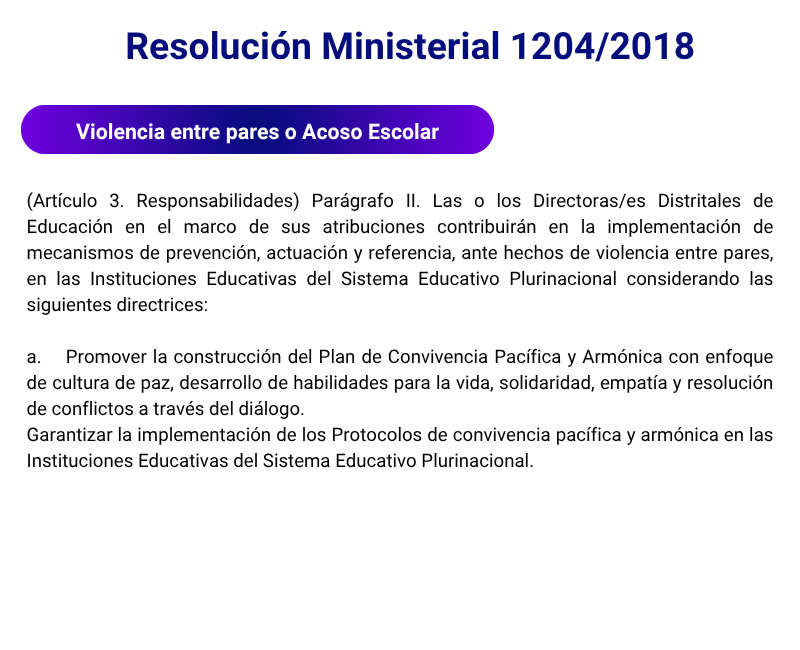 Resolución Ministerial 1204/2018
Violencia entre pares o Acoso Escolar
(Artículo 3. Responsabilidades) Parágrafo II. Las o los Directoras/es Distritales de
Educación en el marco de sus atribuciones contribuirán en la implementación de
mecanismos de prevención, actuación y referencia, ante hechos de violencia entre pares,
en las Instituciones Educativas del Sistema Educativo Plurinacional considerando las
siguientes directrices:
a. Promover la construcción del Plan de Convivencia Pacífica y Armónica con enfoque
de cultura de paz, desarrollo de habilidades para la vida, solidaridad, empatía y resolución
de conflictos a través del diálogo.
Garantizar la implementación de los Protocolos de convivencia pacífica y armónica en las
Instituciones Educativas del Sistema Educativo Plurinacional.